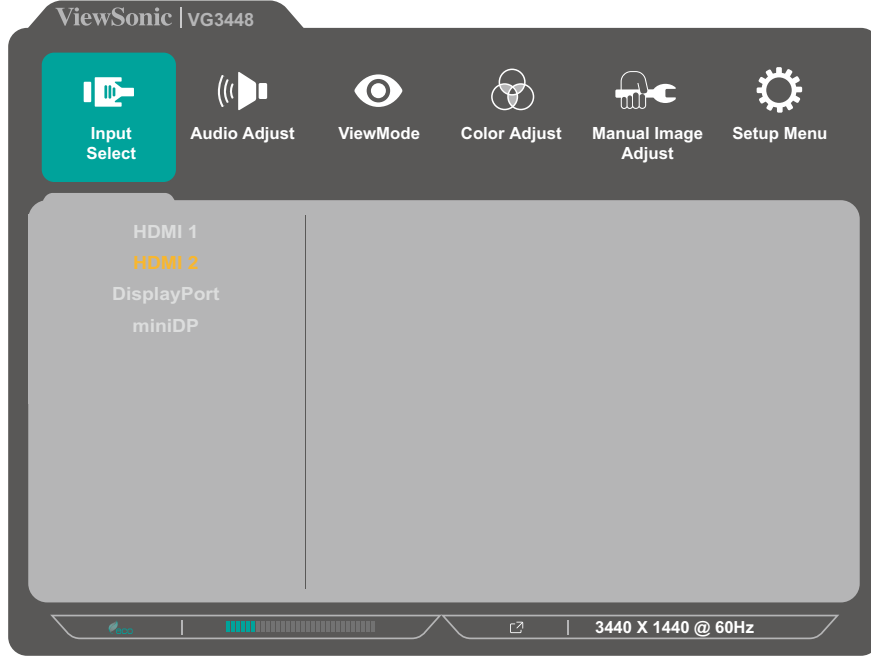 ViewSonic | VG3448
Input
Select
Audio Adjust
ViewMode
Color Adjust
Manual Image
Adjust
Setup Menu
HDMI 1
HDMI 2
DisplayPort
miniDP
eco
3440 X 1440 @ 60Hz